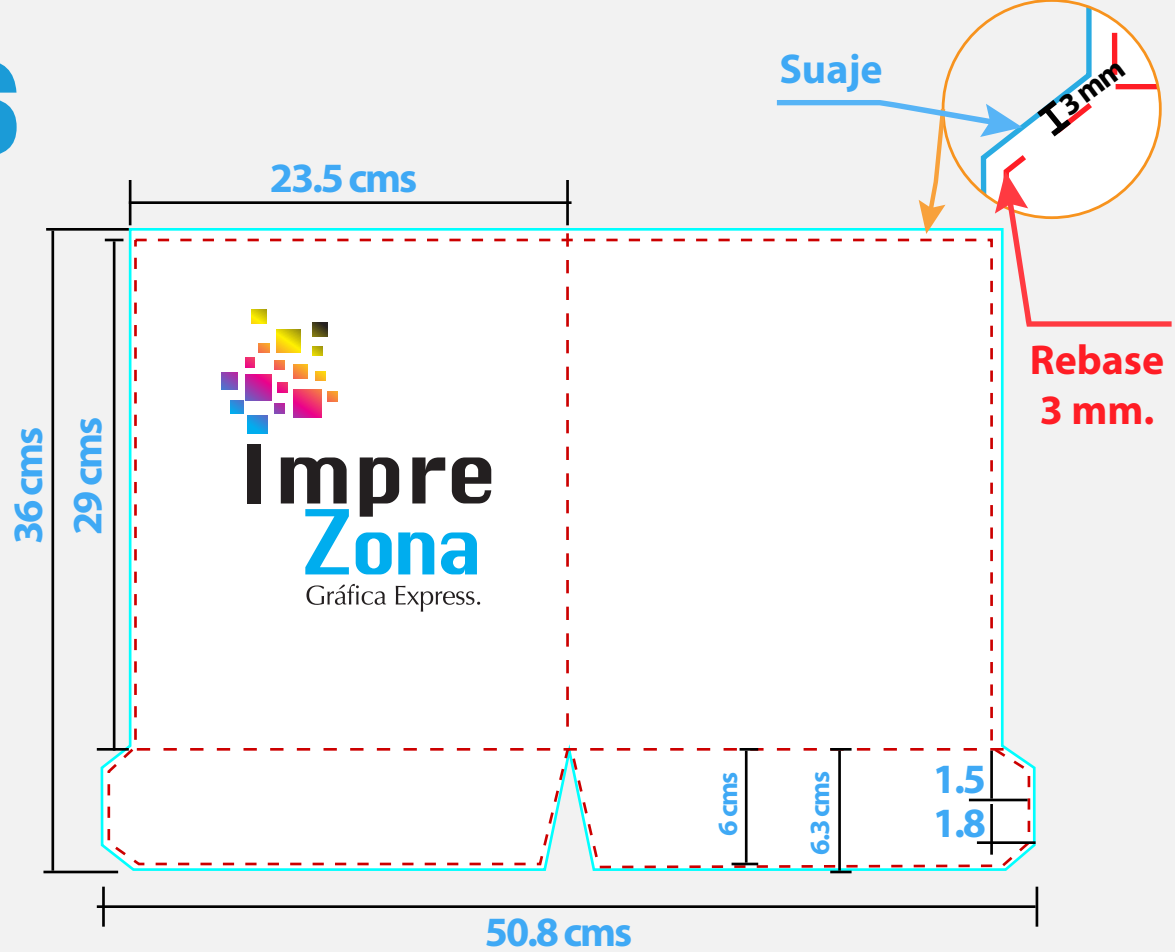 S
Suaje
3 mm
23.5 cms
Rebase
3 mm.
36 cms
29 cms
Impre
Zona
Gráfica Express.
6 cms
6.3 cms
1.5
1.8
50.8 cms